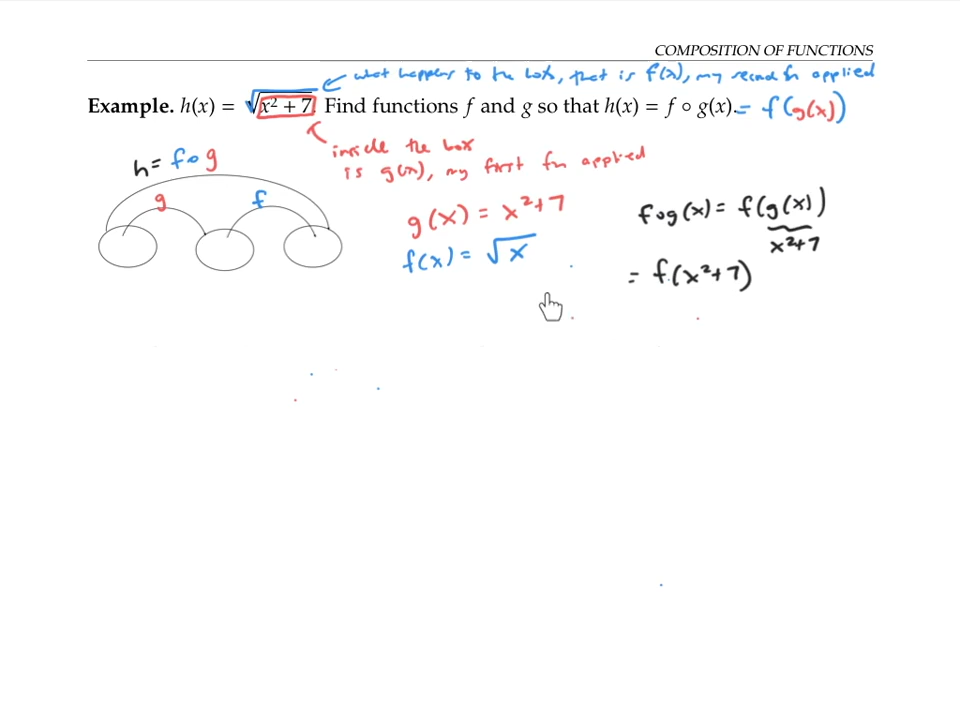 COMPOSITION OF FUNCTIONS
what happens to the box, that is f(x), my second fn applied
Example. h(x) = √x² + 7. Find functions f and g so that h(x) = f ∘ g(x). = f(g(x))
inside the box
is g(x), my first fn applied
h = f ∘ g
g f
g(x) = x² + 7
f(x) = √x
f∘g(x) = f(g(x))
x² + 7
= f(x² + 7)